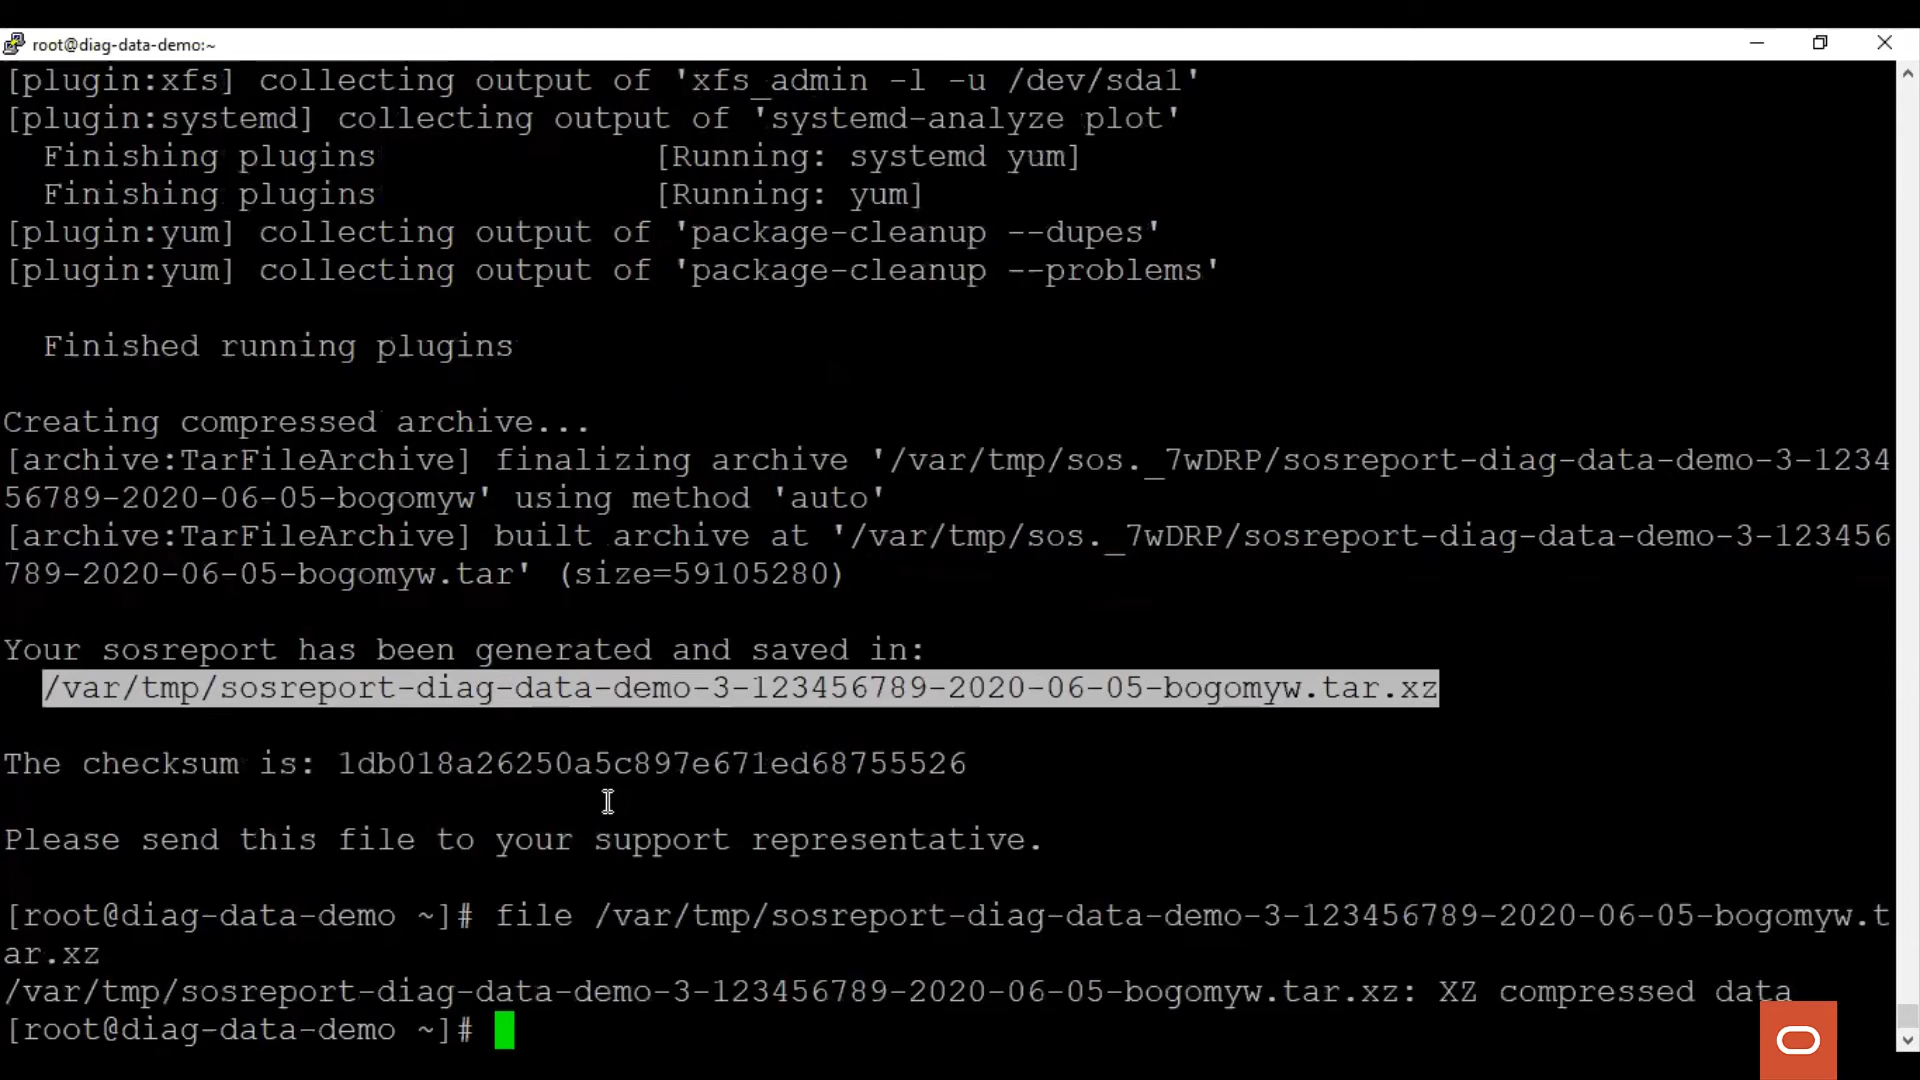 root@diag-data-demo:~
[plugin:xfs] collecting output of 'xfs_admin -l -u /dev/sda1'
[plugin:systemd] collecting output of 'systemd-analyze plot'
Finishing plugins [Running: systemd yum]
Finishing plugins [Running: yum]
[plugin:yum] collecting output of 'package-cleanup --dupes'
[plugin:yum] collecting output of 'package-cleanup --problems'
Finished running plugins
Creating compressed archive...
[archive:TarFileArchive] finalizing archive '/var/tmp/sos._7wDRP/sosreport-diag-data-demo-3-1234
56789-2020-06-05-bogomyw' using method 'auto'
[archive:TarFileArchive] built archive at '/var/tmp/sos._7wDRP/sosreport-diag-data-demo-3-123456
789-2020-06-05-bogomyw.tar' (size=59105280)
Your sosreport has been generated and saved in:
/var/tmp/sosreport-diag-data-demo-3-123456789-2020-06-05-bogomyw.tar.xz
The checksum is: 1db018a26250a5c897e671ed68755526
Please send this file to your support representative.
[root@diag-data-demo ~]# file /var/tmp/sosreport-diag-data-demo-3-123456789-2020-06-05-bogomyw.t
ar.xz
/var/tmp/sosreport-diag-data-demo-3-123456789-2020-06-05-bogomyw.tar.xz: XZ compressed data
[root@diag-data-demo ~]#